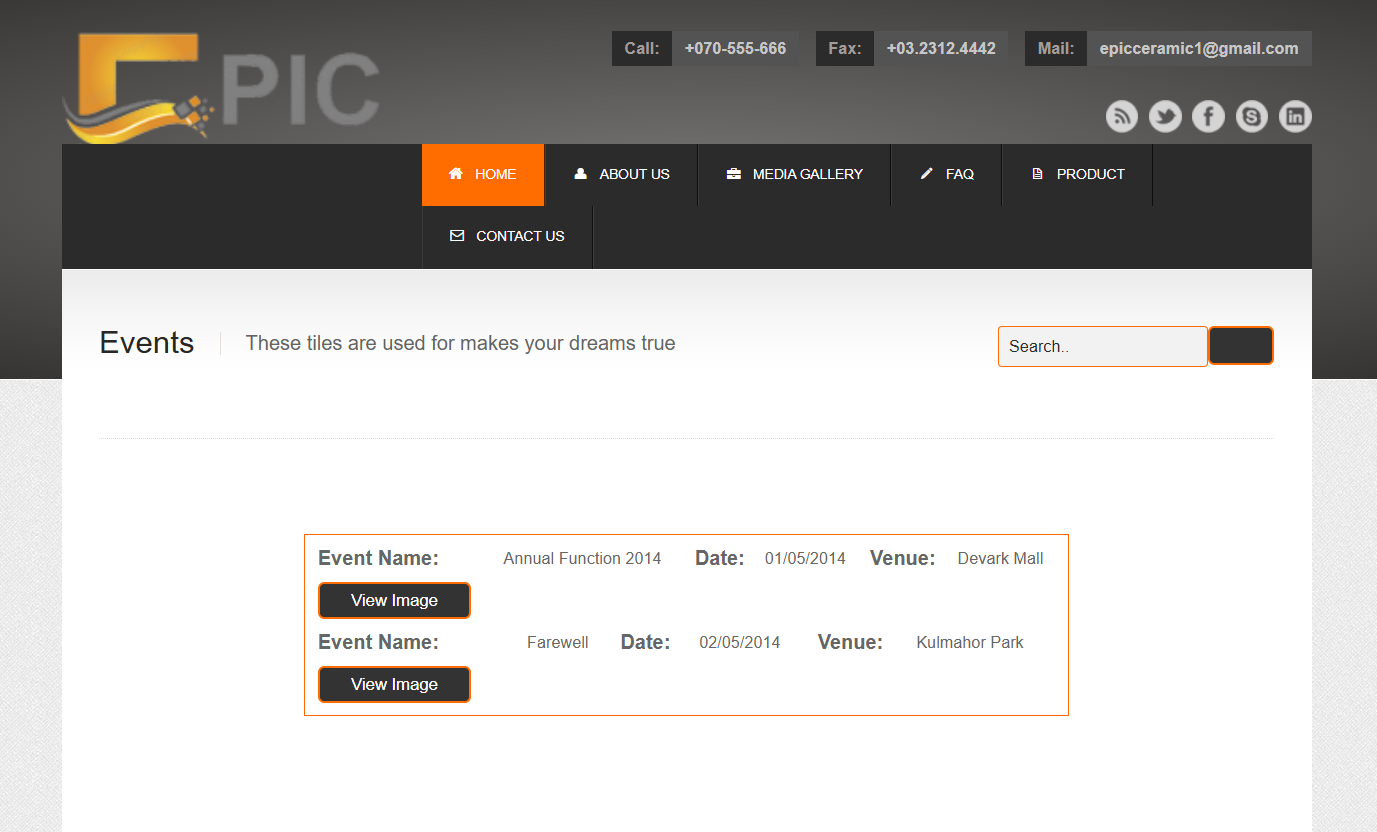 EPIC
Call: +070-555-666 Fax: +03.2312.4442 Mail: epicceramic1@gmail.com
HOME ABOUT US MEDIA GALLERY FAQ PRODUCT
CONTACT US
Events These tiles are used for makes your dreams true Search..
Event Name: Annual Function 2014 Date: 01/05/2014 Venue: Devark Mall
View Image
Event Name: Farewell Date: 02/05/2014 Venue: Kulmahor Park
View Image